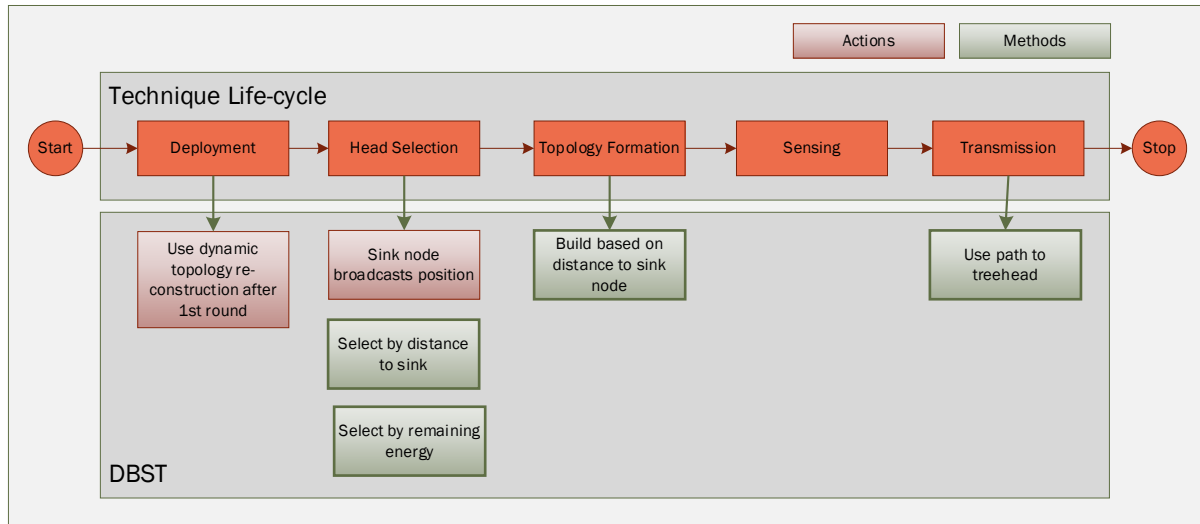 Actions
Methods
Technique Life-cycle
Start
Deployment
Head Selection
Topology Formation
Sensing
Transmission
Stop
Use dynamic
topology re-
construction after
1st round
Sink node
broadcasts position
Build based on
distance to sink
node
Use path to
treehead
Select by distance
to sink
Select by remaining
energy
DBST